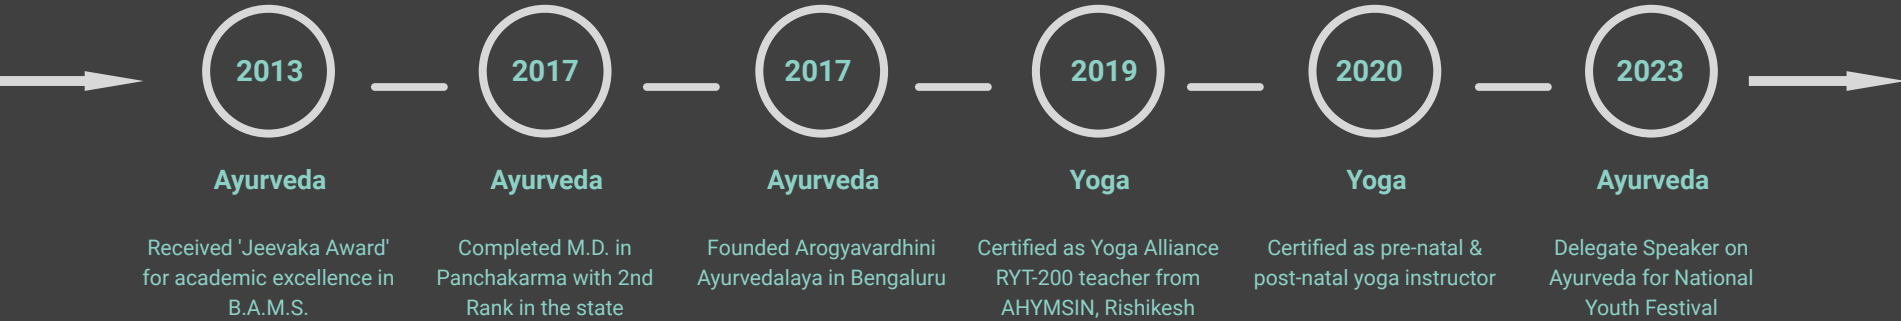 2013
Ayurveda
Received 'Jeevaka Award'
for academic excellence in
B.A.M.S.
2017
Ayurveda
Completed M.D. in
Panchakarma with 2nd
Rank in the state
2017
Ayurveda
Founded Arogyavardhini
Ayurvedalaya in Bengaluru
2019
Yoga
Certified as Yoga Alliance
RYT-200 teacher from
AHYMSIN, Rishikesh
2020
Yoga
Certified as pre-natal &
post-natal yoga instructor
2023
Ayurveda
Delegate Speaker on
Ayurveda for National
Youth Festival